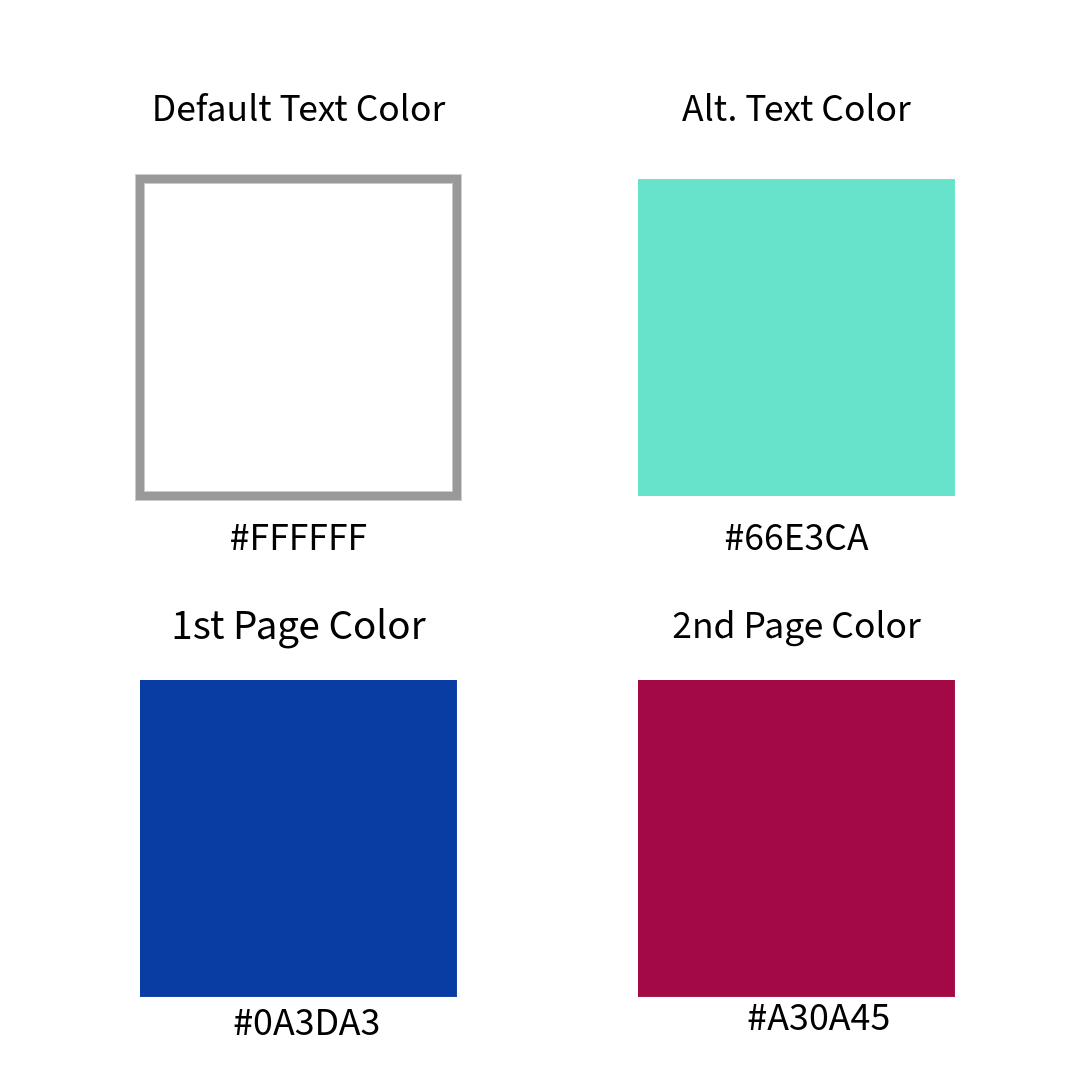 Default Text Color
Alt. Text Color
#FFFFFF
#66E3CA
1st Page Color
2nd Page Color
#0A3DA3
#A30A45